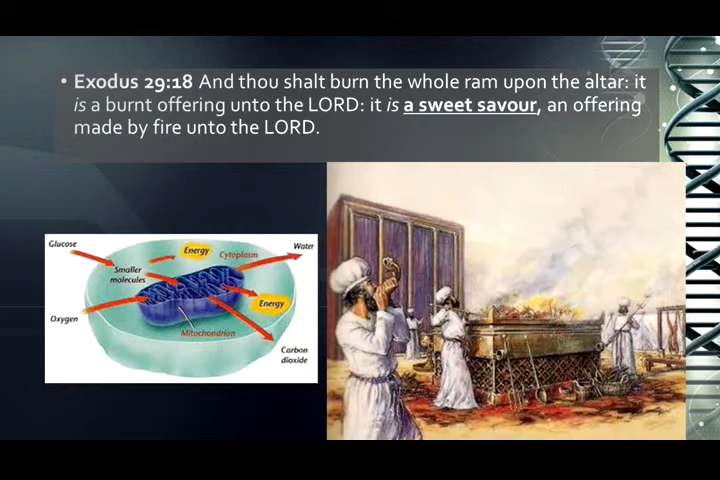 • Exodus 29:18 And thou shalt burn the whole ram upon the altar: it
is a burnt offering unto the LORD: it is a sweet savour, an offering
made by fire unto the LORD.
Glucose
Energy
Cytoplasm
Water
Smaller
molecules
Energy
Oxygen
Mitochondrion
Carbon
dioxide